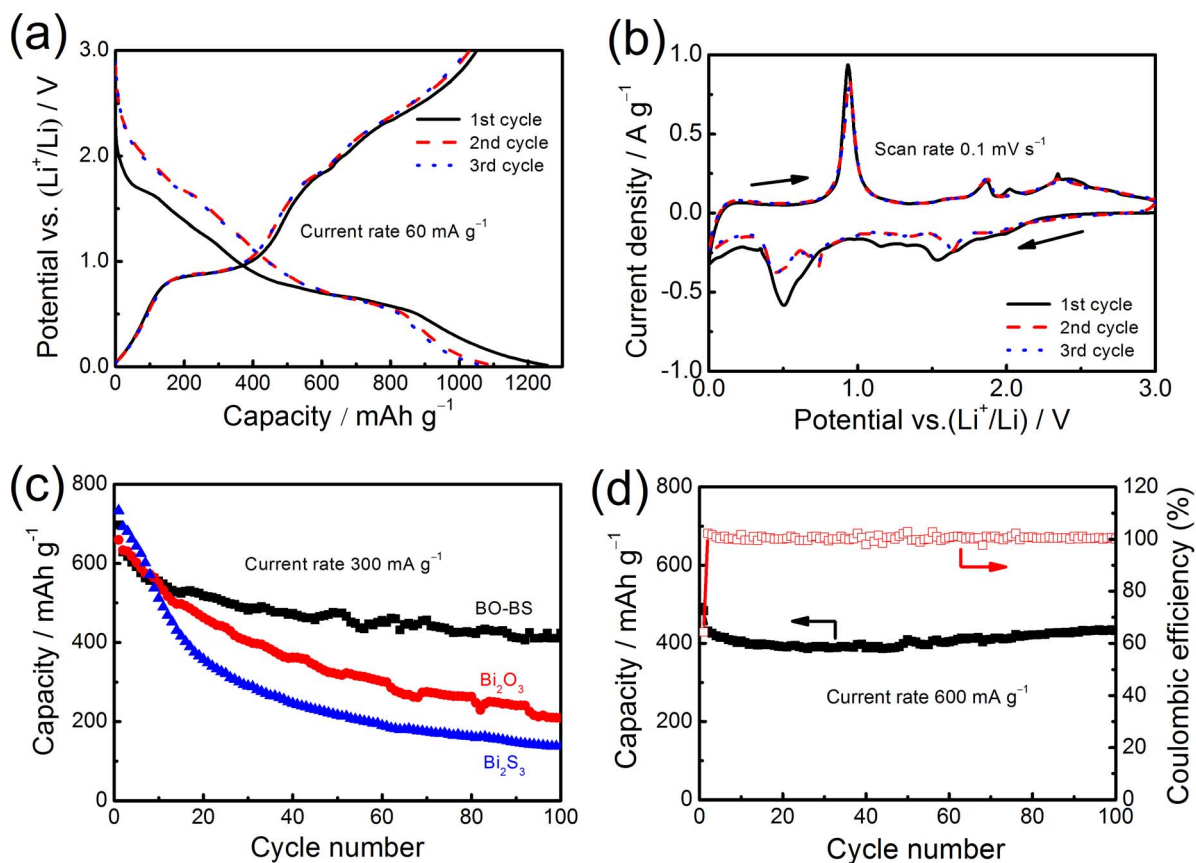 (a)
3.0
2.0
1.0
0.0
0 200 400 600 800 1000 1200
Potential vs. (Li⁺/Li) / V
Capacity / mAh g⁻¹
1st cycle
2nd cycle
3rd cycle
Current rate 60 mA g⁻¹
(b)
1.0
0.5
0.0
-0.5
-1.0
0.0 1.0 2.0 3.0
Current density / A g⁻¹
Potential vs.(Li⁺/Li) / V
Scan rate 0.1 mV s⁻¹
1st cycle
2nd cycle
3rd cycle
(c)
800
600
400
200
0
0 20 40 60 80 100
Capacity / mAh g⁻¹
Cycle number
Current rate 300 mA g⁻¹
BO-BS
Bi₂O₃
Bi₂S₃
(d)
800
600
400
200
0
0 20 40 60 80 100
120
100
80
60
40
20
0
Capacity / mAh g⁻¹
Coulombic efficiency (%)
Cycle number
Current rate 600 mA g⁻¹